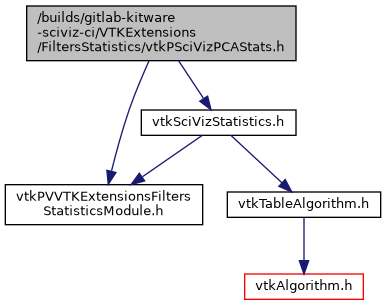 /builds/gitlab-kitware
-sciviz-ci/VTKExtensions
/FiltersStatistics/vtkPSciVizPCAStats.h
vtkSciVizStatistics.h
vtkPVVTKExtensionsFilters
StatisticsModule.h
vtkTableAlgorithm.h
vtkAlgorithm.h